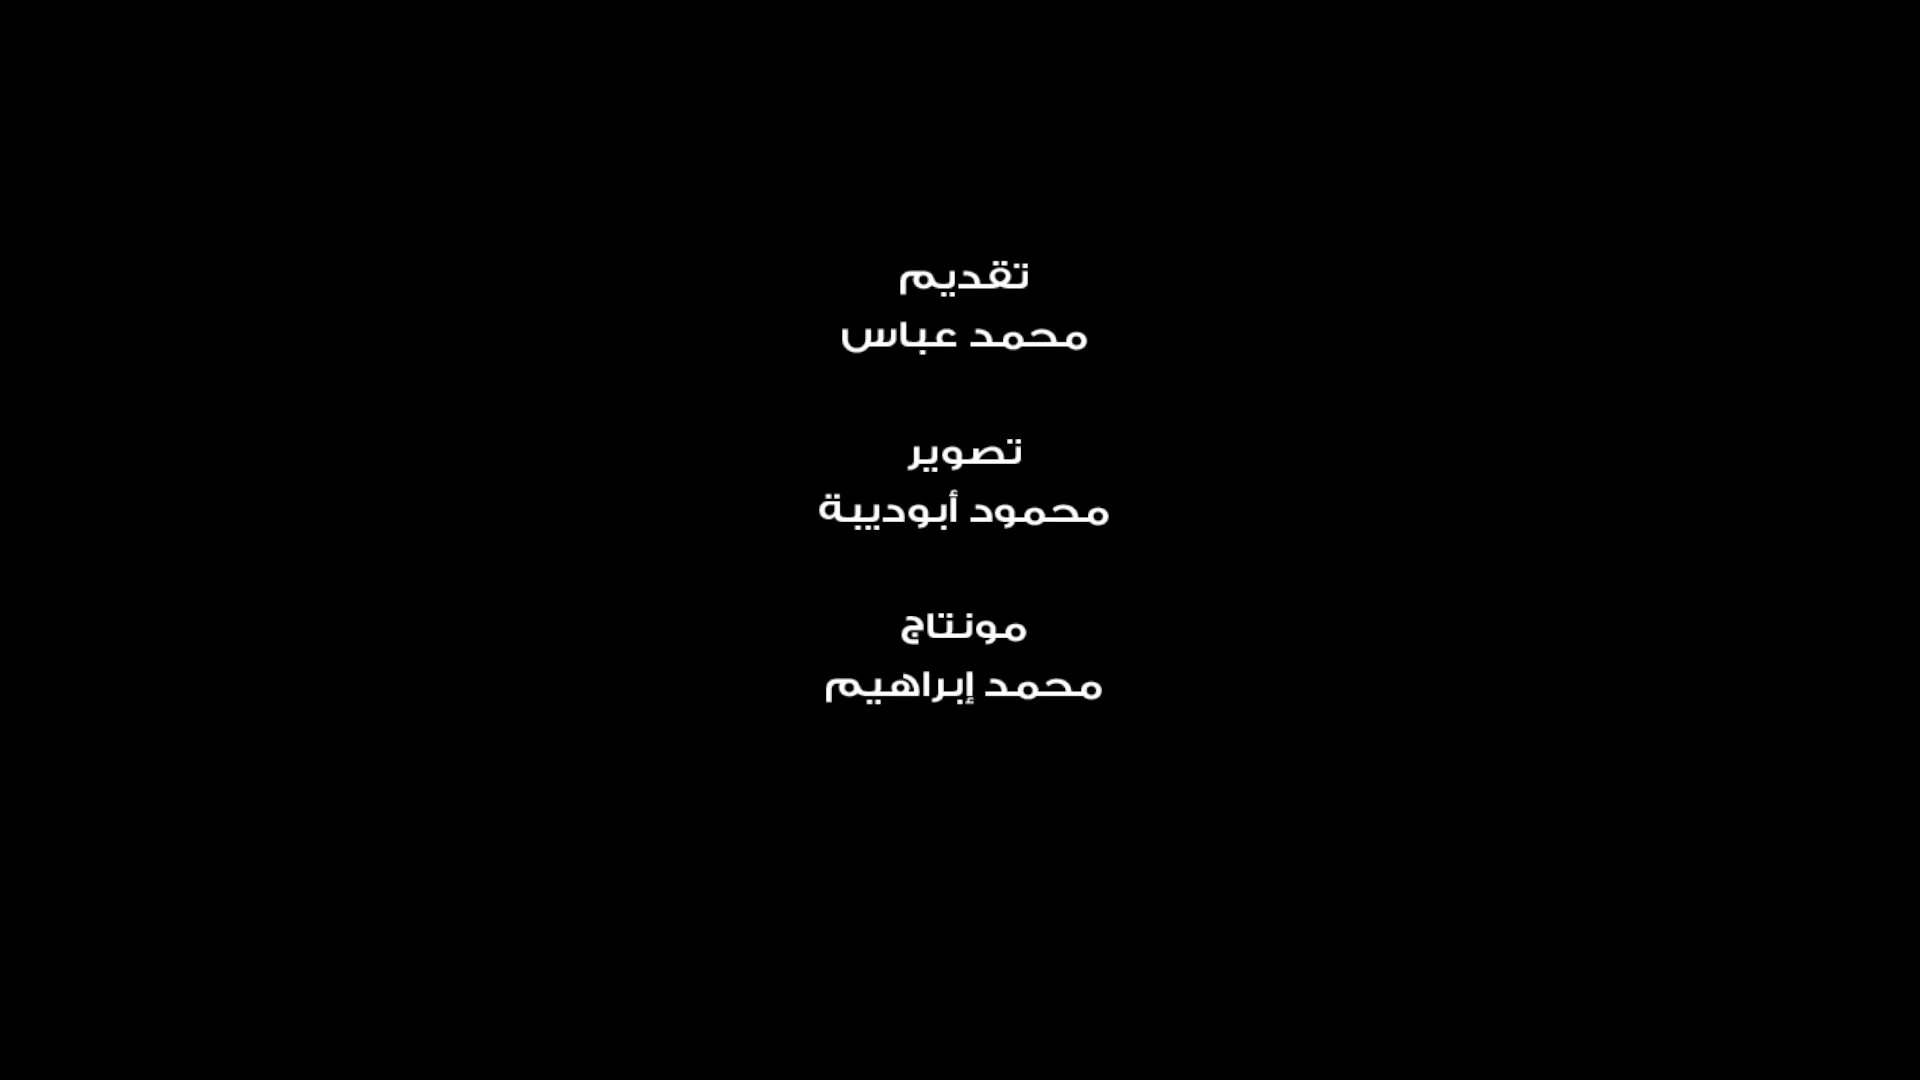 تقديم
محمد عباس
تصوير
محمود أبوديبة
مونتاج
محمد إبراهيم